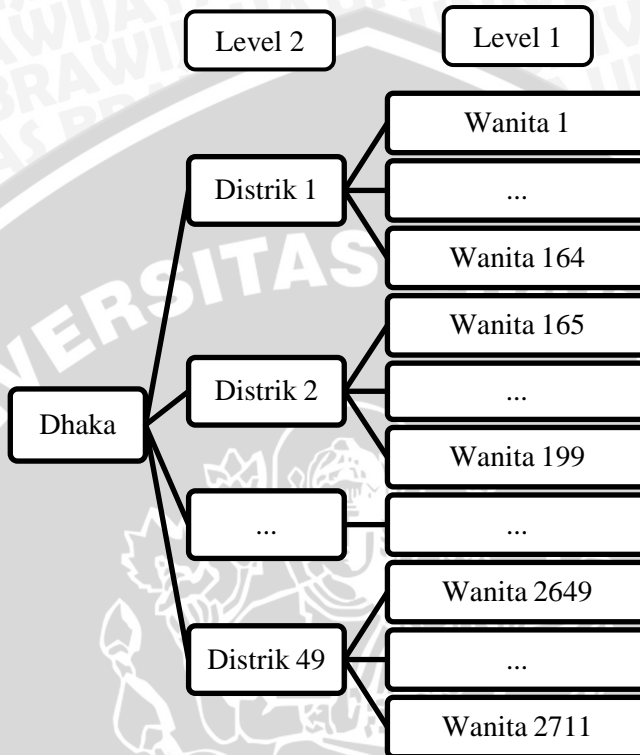 Level 2
Level 1
Dhaka
Distrik 1
Wanita 1
...
Wanita 164
Distrik 2
Wanita 165
...
Wanita 199
...
...
Distrik 49
Wanita 2649
...
Wanita 2711